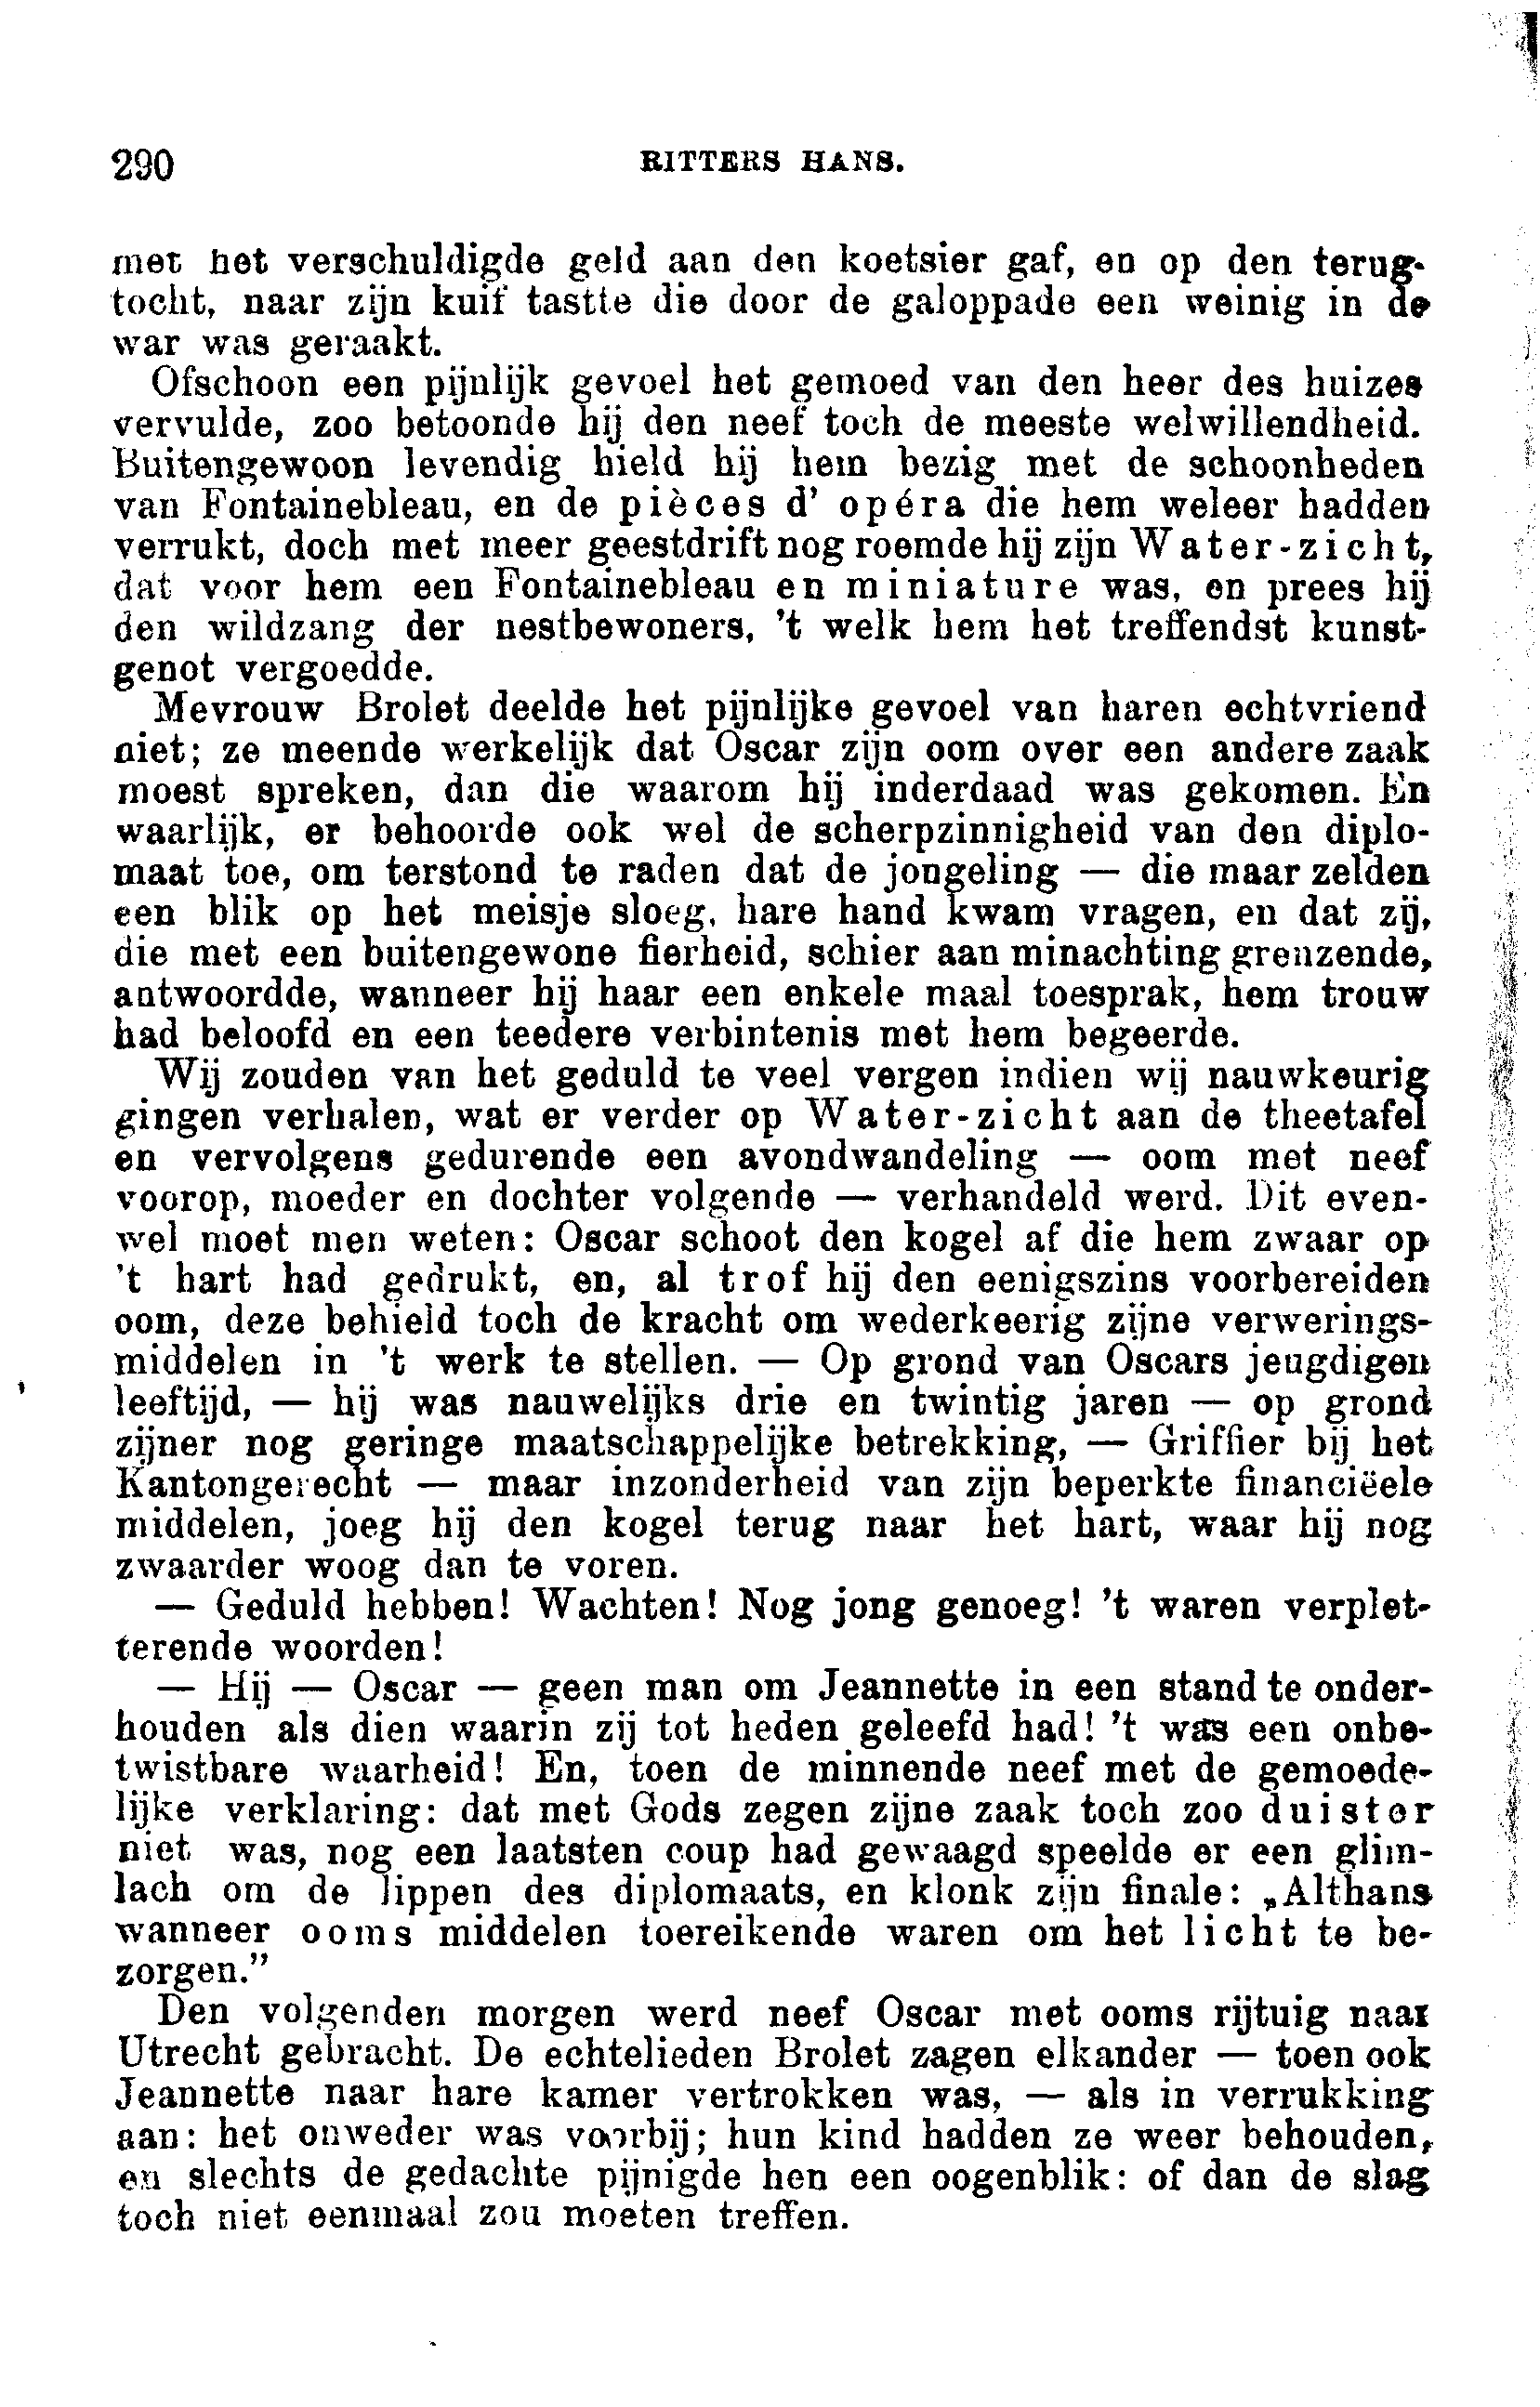 290 RITTERS HANS.
met het verschuldigde geld aan den koetsier gaf, en op den terug-
tocht, naar zijn kuif tastte die door de galoppade een weinig in de
war was geraakt.
Ofschoon een pijnlijk gevoel het gemoed van den heer des huizes
vervulde, zoo betoonde hij den neef toch de meeste welwillendheid.
Buitengewoon levendig hield hij hem bezig met de schoonheden
van Fontainebleau, en de pièces d' opéra die hem weleer hadden
verrukt, doch met meer geestdrift nog roemde hij zijn Water-zicht,
dat voor hem een Fontainebleau en miniature was, en prees hij
den wildzang der nestbewoners, 't welk hem het treffendst kunst-
genot vergoedde.
Mevrouw Brolet deelde het pijnlijke gevoel van haren echtvriend
niet; ze meende werkelijk dat Oscar zijn oom over een andere zaak
moest spreken, dan die waarom hij inderdaad was gekomen. En
waarlijk, er behoorde ook wel de scherpzinnigheid van den diplo-
maat toe, om terstond te raden dat de jongeling — die maar zelden
een blik op het meisje sloeg, hare hand kwam vragen, en dat zij,
die met een buitengewone fierheid, schier aan minachting grenzende,
antwoordde, wanneer hij haar een enkele maal toesprak, hem trouw
had beloofd en een teedere verbintenis met hem begeerde.
Wij zouden van het geduld te veel vergen indien wij nauwkeurig
gingen verhalen, wat er verder op Water-zicht aan de theetafel
en vervolgens gedurende een avondwandeling — oom met neef
voorop, moeder en dochter volgende — verhandeld werd. Dit even-
wel moet men weten: Oscar schoot den kogel af die hem zwaar op
't hart had gedrukt, en, al trof hij den eenigszins voorbereiden
oom, deze behield toch de kracht om wederkeerig zijne verwerings-
middelen in 't werk te stellen. — Op grond van Oscars jeugdigen
leeftijd, — hij was nauwelijks drie en twintig jaren — op grond
zijner nog geringe maatschappelijke betrekking, — Griffier bij het
Kantongerecht — maar inzonderheid van zijn beperkte financiëele
middelen, joeg hij den kogel terug naar het hart, waar hij nog
zwaarder woog dan te voren.
— Geduld hebben! Wachten! Nog jong genoeg! 't waren verplet-
terende woorden!
— Hij — Oscar — geen man om Jeannette in een stand te onder-
houden als dien waarin zij tot heden geleefd had! 't was een onbe-
twistbare waarheid! En, toen de minnende neef met de gemoede-
lijke verklaring: dat met Gods zegen zijne zaak toch zoo duister
niet was, nog een laatsten coup had gewaagd speelde er een glim-
lach om de lippen des diplomaats, en klonk zijn finale: „Althans
wanneer ooms middelen toereikende waren om het licht te be-
zorgen.”
Den volgenden morgen werd neef Oscar met ooms rijtuig naar
Utrecht gebracht. De echtelieden Brolet zagen elkander — toen ook
Jeannette naar hare kamer vertrokken was, — als in verrukking
aan: het onweder was voorbij; hun kind hadden ze weer behouden,
en slechts de gedachte pijnigde hen een oogenblik: of dan de slag
toch niet eenmaal zou moeten treffen.